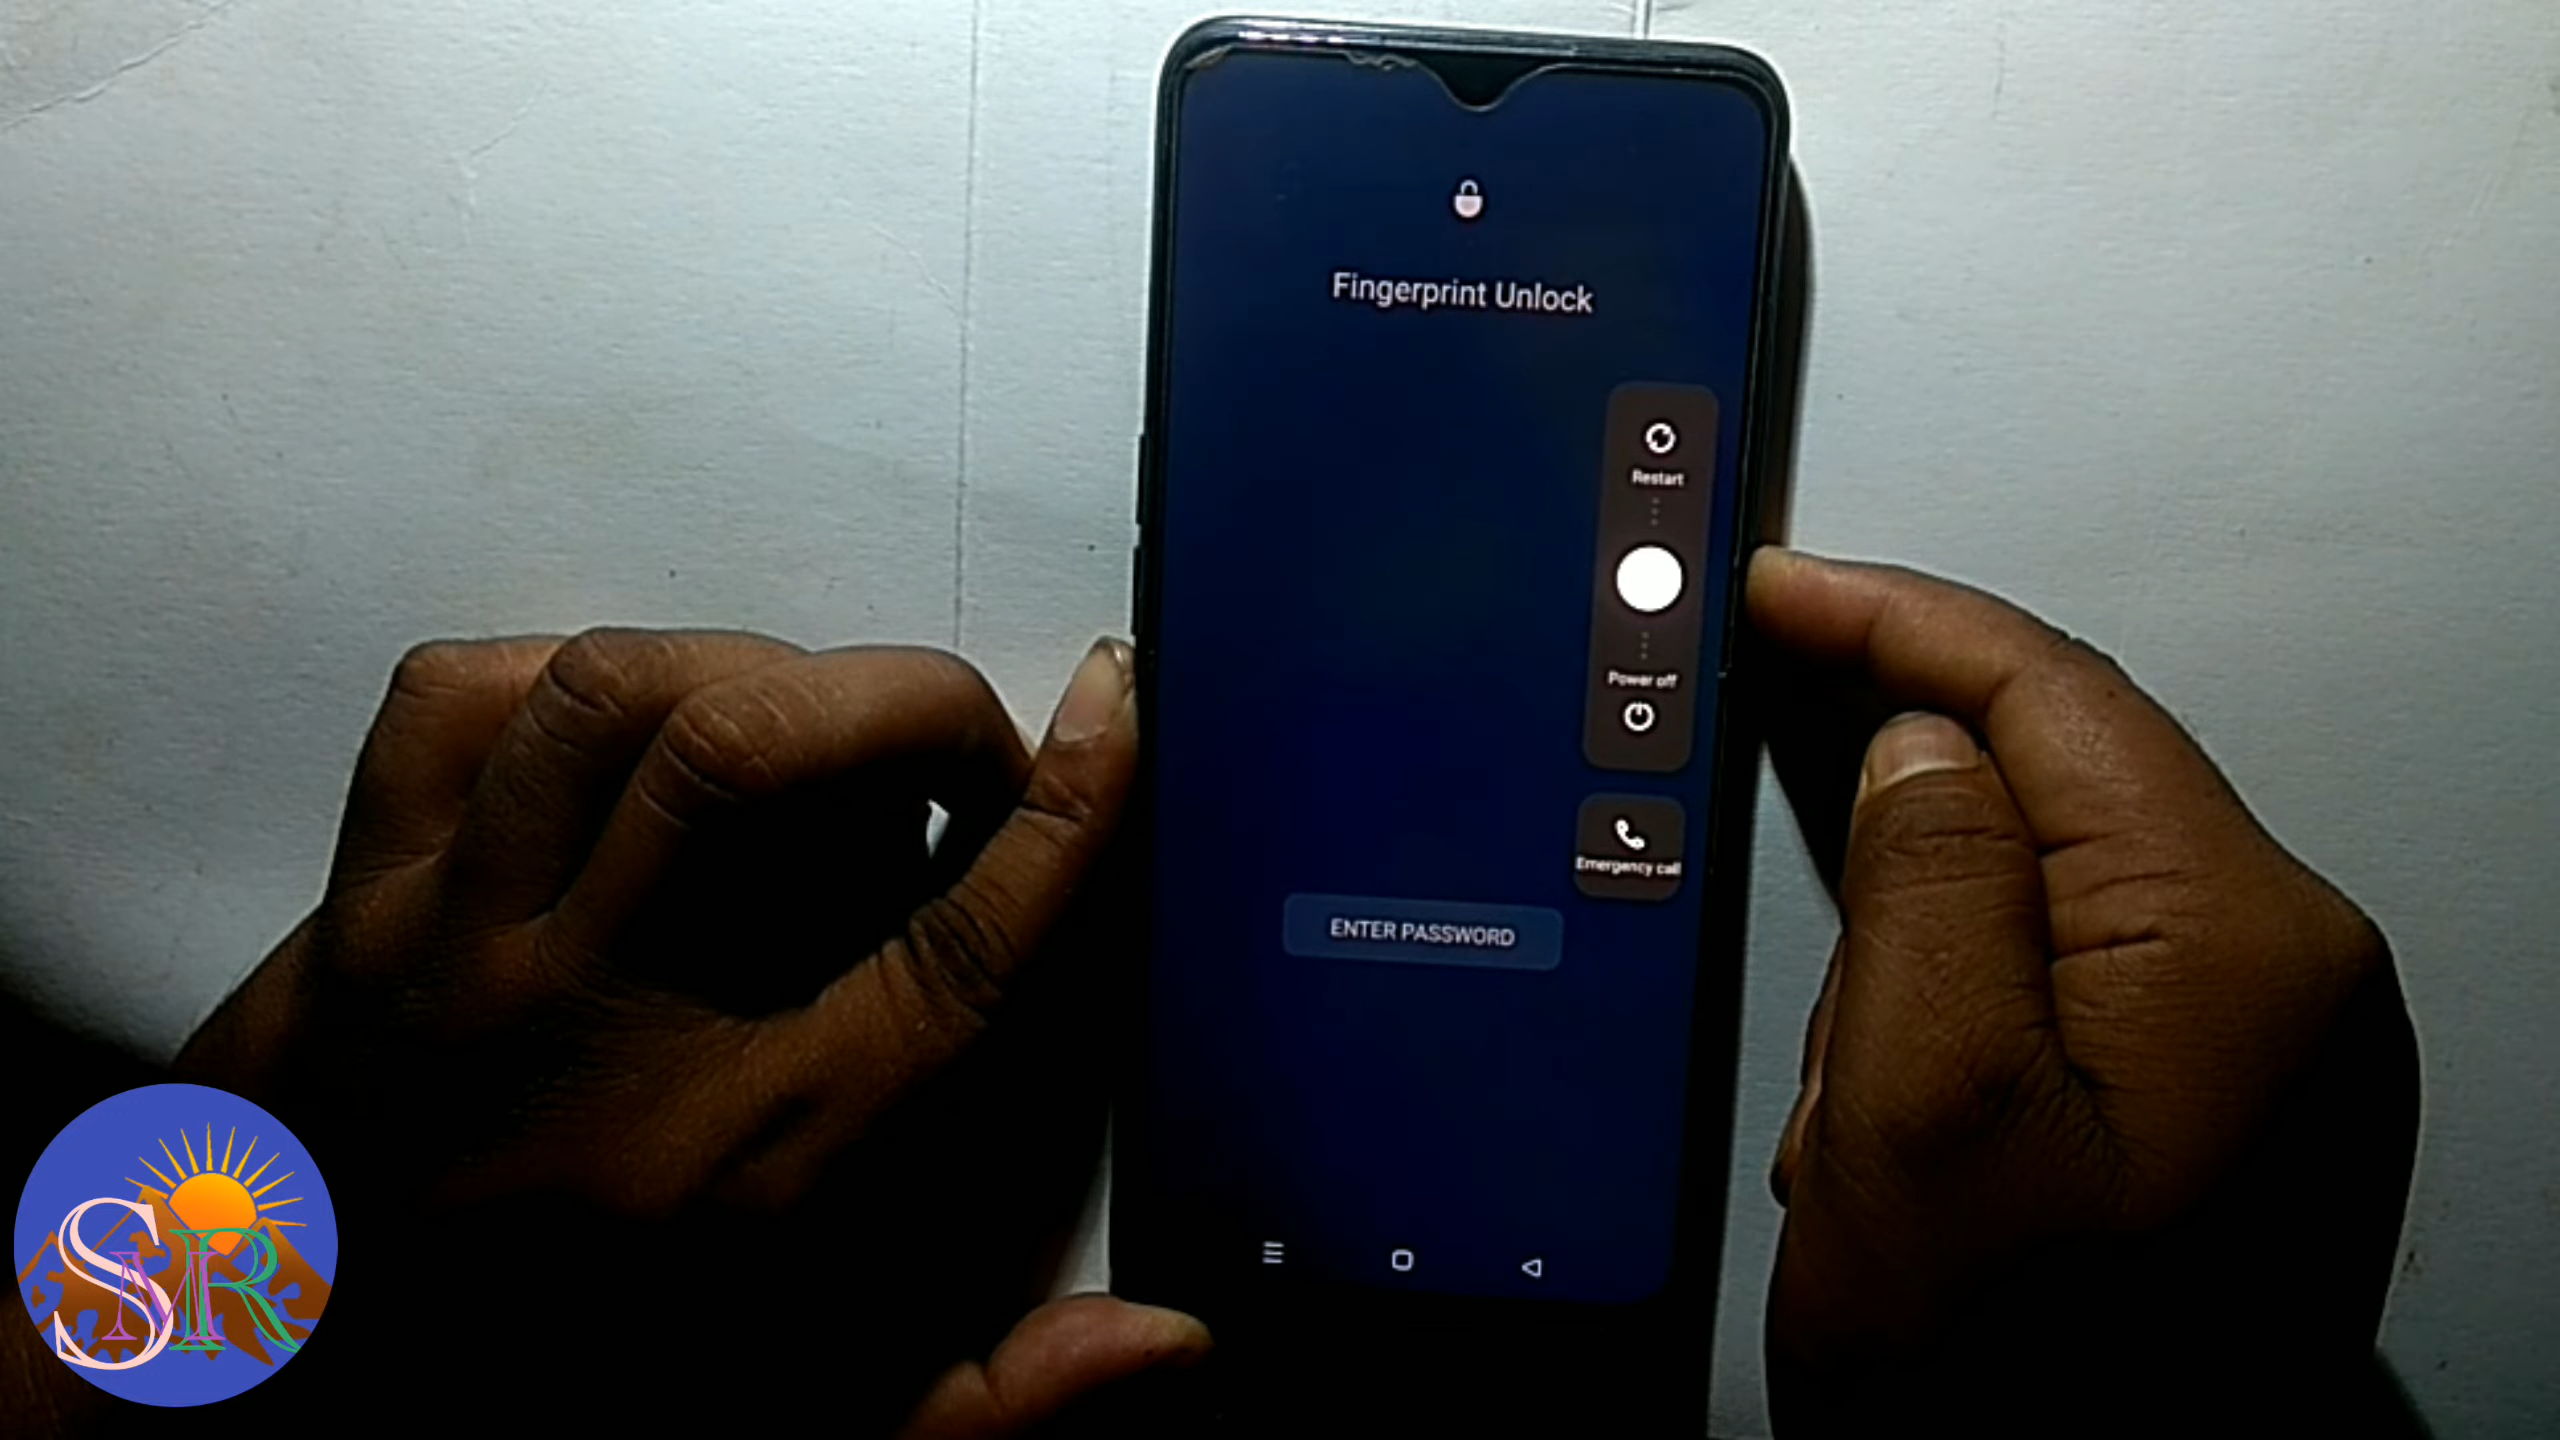 Fingerprint Unlock
Restart
Power off
Emergency call
ENTER PASSWORD
SMR